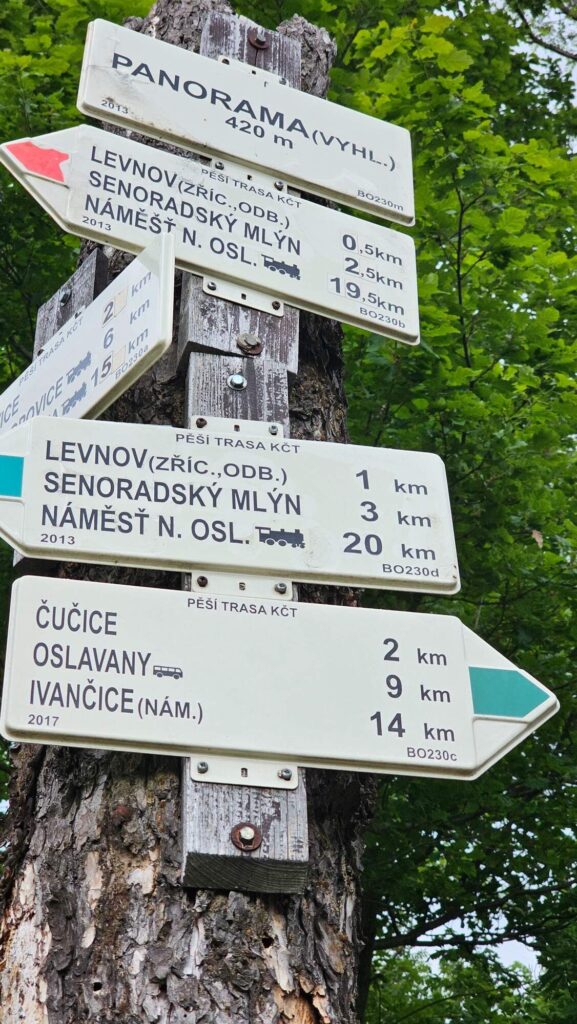 PANORAMA (VYHL.)
420 m
2013
BO230m
PĚŠÍ TRASA KČT
LEVNOV (ZŘÍC.,ODB.) 0,5km
SENORADSKÝ MLÝN 2,5km
NÁMĚŠŤ N. OSL. 19,5km
2013
BO230b
PĚŠÍ TRASA KČT
2 km
ICE 6 km
OVICE 15 km
BO230a
PĚŠÍ TRASA KČT
LEVNOV (ZŘÍC.,ODB.) 1 km
SENORADSKÝ MLÝN 3 km
NÁMĚSŤ N. OSL. 20 km
2013
BO230d
PĚŠÍ TRASA KČT
ČUČICE 2 km
OSLAVANY 9 km
IVANČICE (NÁM.) 14 km
2017
BO230c